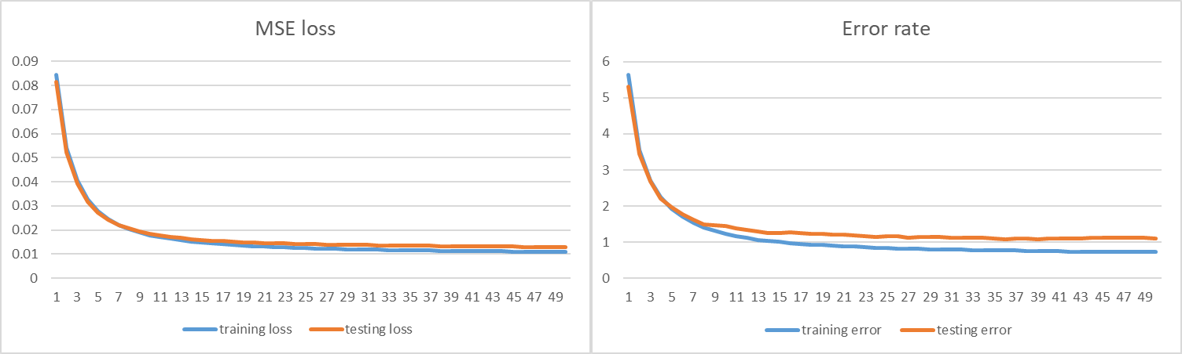 MSE loss
0.09
0.08
0.07
0.06
0.05
0.04
0.03
0.02
0.01
0
1 3 5 7 9 11 13 15 17 19 21 23 25 27 29 31 33 35 37 39 41 43 45 47 49
training loss testing loss
Error rate
6
5
4
3
2
1
0
1 3 5 7 9 11 13 15 17 19 21 23 25 27 29 31 33 35 37 39 41 43 45 47 49
training error testing error